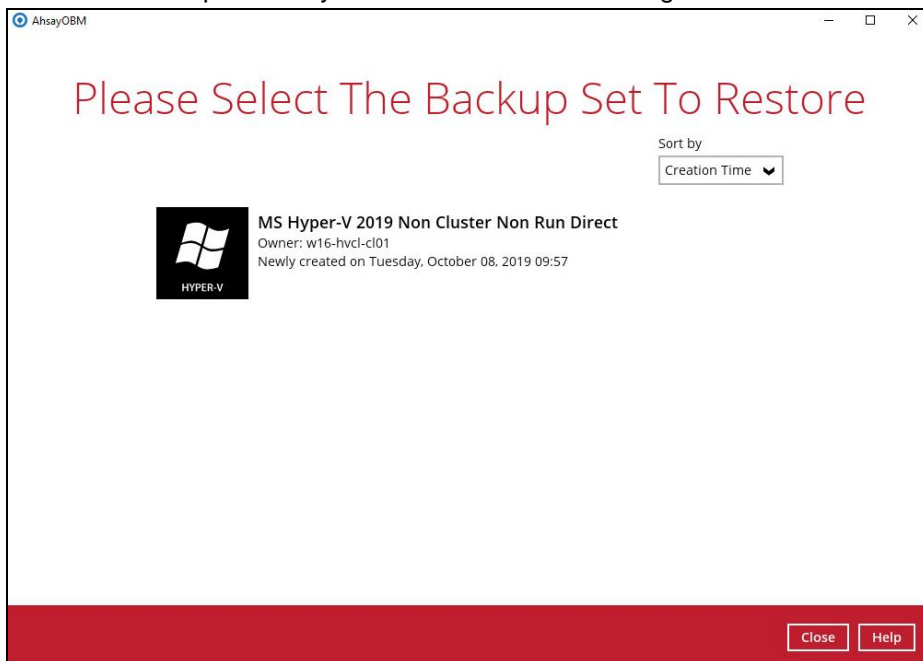 AhsayOBM
Please Select The Backup Set To Restore
Sort by
Creation Time
MS Hyper-V 2019 Non Cluster Non Run Direct
Owner: w16-hvcl-cl01
Newly created on Tuesday, October 08, 2019 09:57
HYPER-V
Close Help